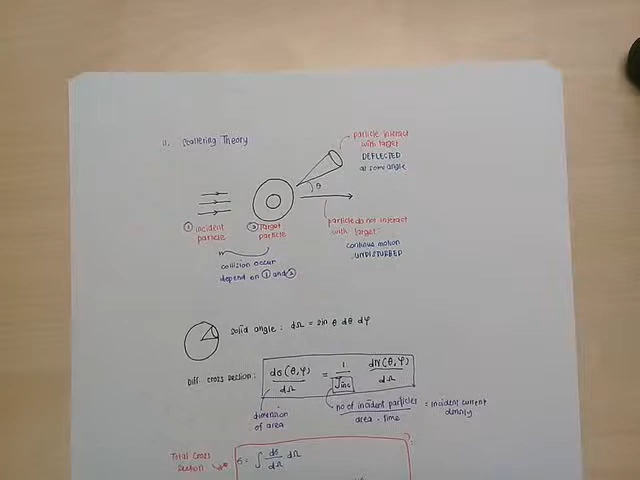 11. Scattering Theory
particle interact
with target
DEFLECTED
at some angle
θ
① incident
particle
② Target
particle
particle do not interact
with target
continue motion
UNDISTURBED
collision occur
depend on ① and ②
Solid angle : dΩ = sin θ dθ dφ
Diff. cross section : dσ(θ,φ)/dΩ = 1/Jinc dN(θ,φ)/dΩ
dimension
of area
no of incident particles / area . time = incident current
density
Total cross
section
σ = ∫ dσ/dΩ dΩ